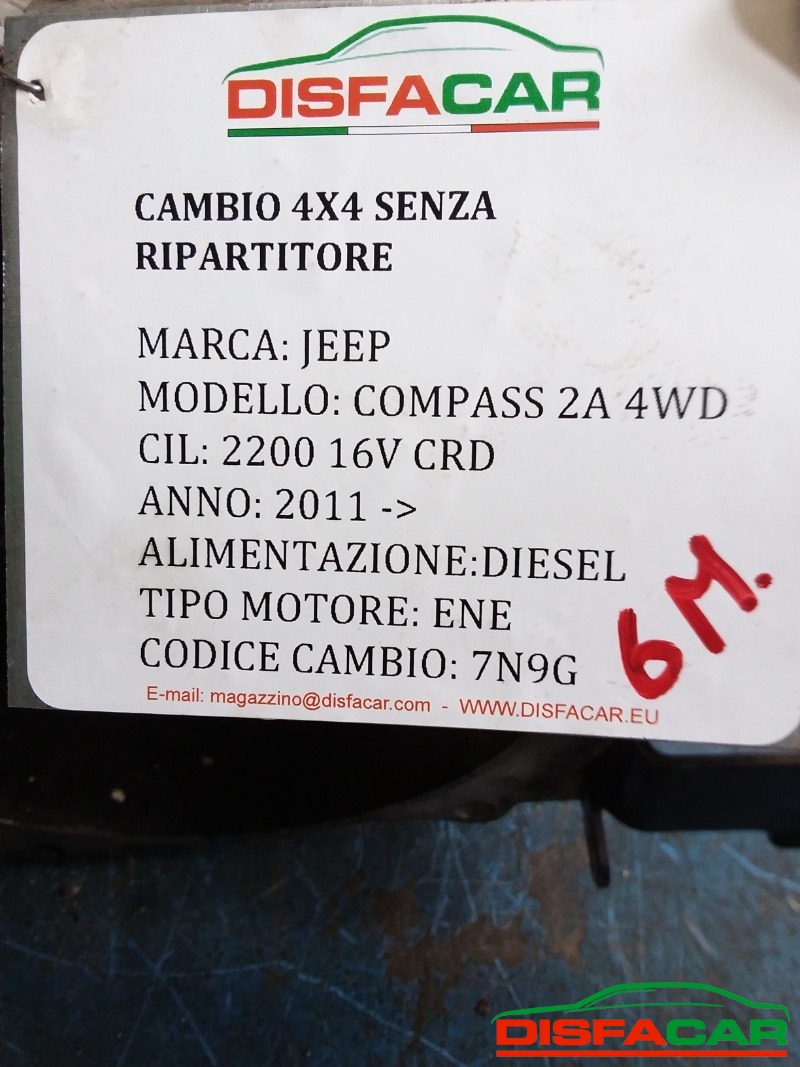 DISFACAR
CAMBIO 4X4 SENZA
RIPARTITORE
MARCA: JEEP
MODELLO: COMPASS 2A 4WD
CIL: 2200 16V CRD
ANNO: 2011 ->
ALIMENTAZIONE:DIESEL
TIPO MOTORE: ENE
CODICE CAMBIO: 7N9G
6M.
E-mail: magazzino@disfacar.com - WWW.DISFACAR.EU
DISFACAR